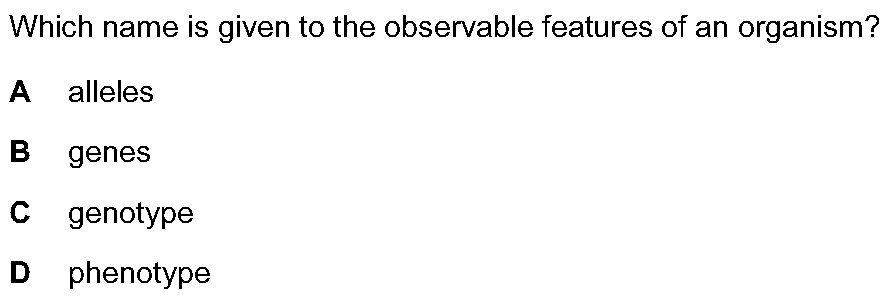 Which name is given to the observable features of an organism?
A alleles
B genes
C genotype
D phenotype